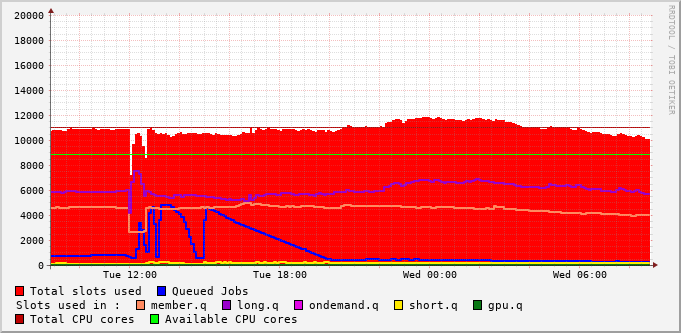 20000
18000
16000
14000
12000
10000
8000
6000
4000
2000
0
Tue 12:00 Tue 18:00 Wed 00:00 Wed 06:00
RRDTOOL / TOBI OETIKER
Total slots used Queued Jobs
Slots used in : member.q long.q ondemand.q short.q gpu.q
Total CPU cores Available CPU cores